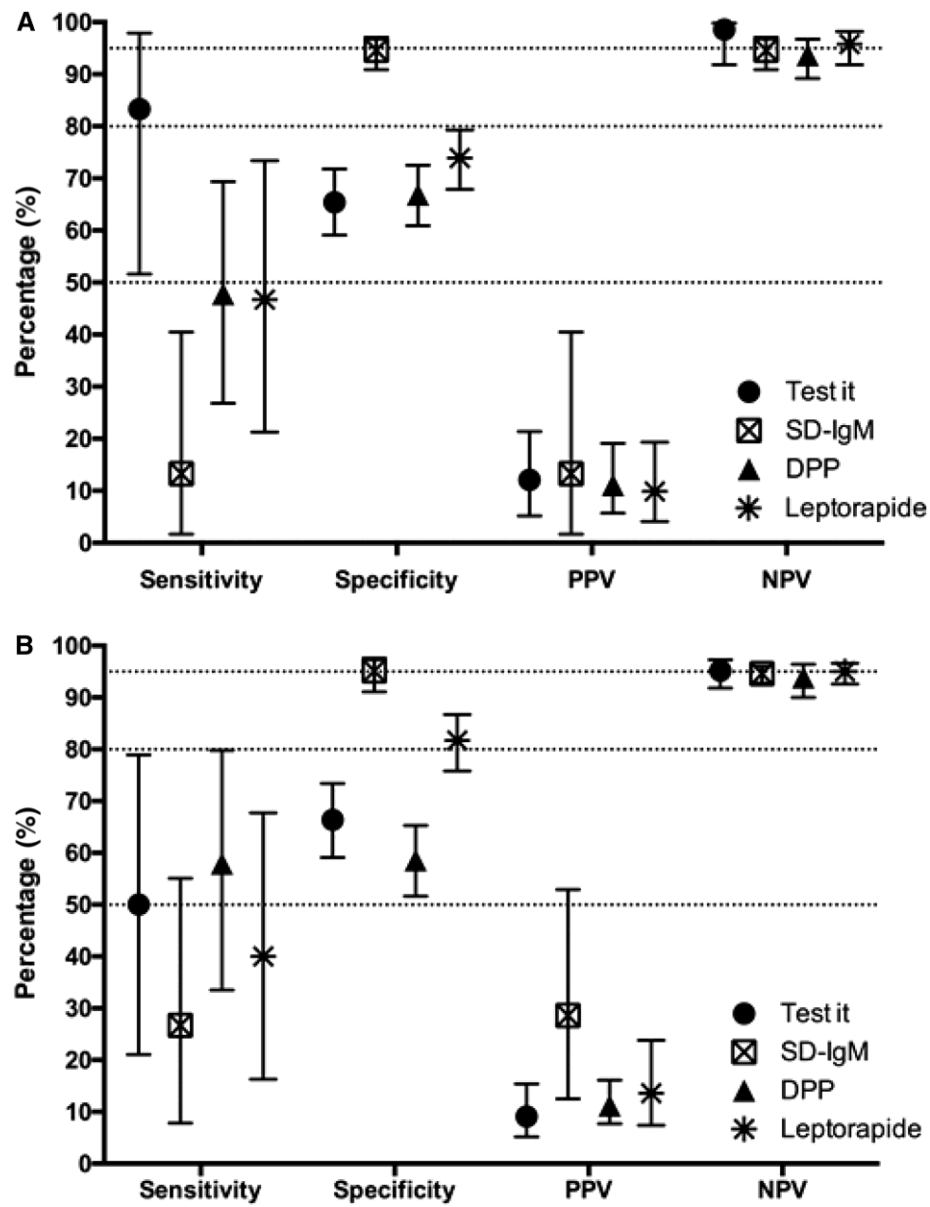 A
100
90
80
70
60
50
40
30
20
10
0
Percentage (%)
Test it
SD-IgM
DPP
Leptorapide
Sensitivity Specificity PPV NPV
B
100
90
80
70
60
50
40
30
20
10
0
Percentage (%)
Test it
SD-IgM
DPP
Leptorapide
Sensitivity Specificity PPV NPV